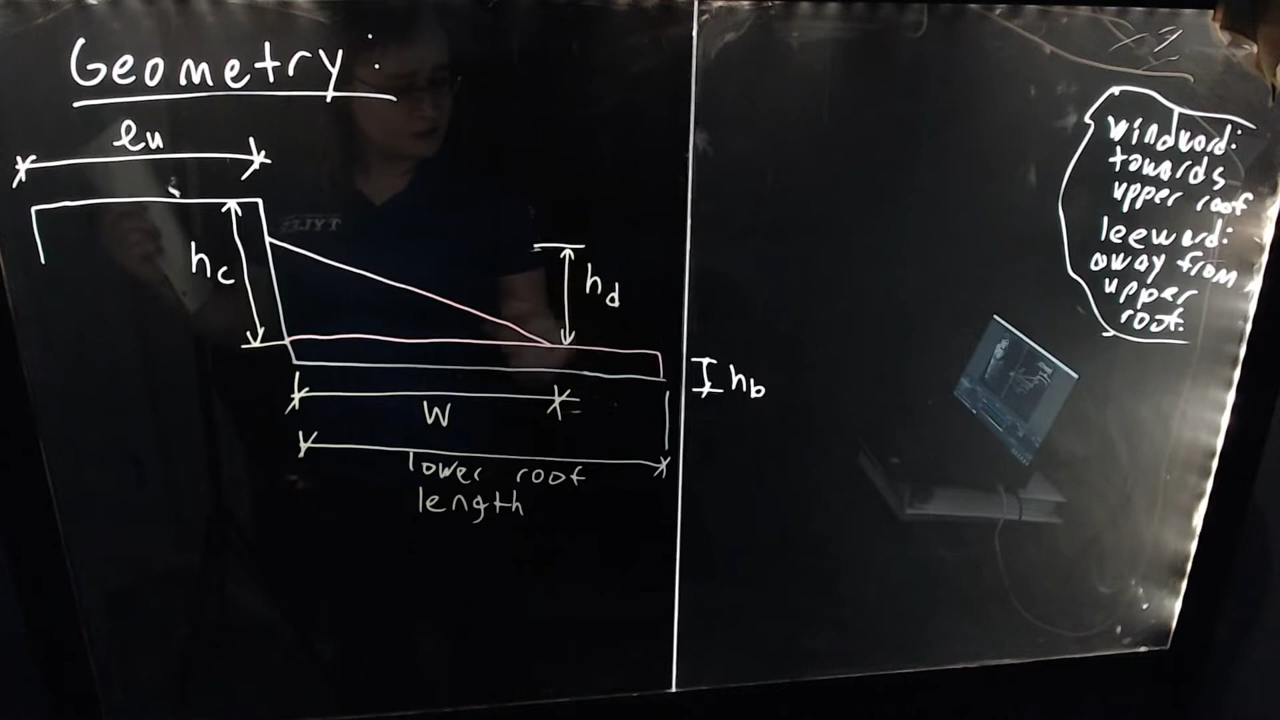 Geometry:
lu
hc
hd
hb
W
lower roof
length
windward:
towards
upper roof
leeward:
away from
upper
roof.